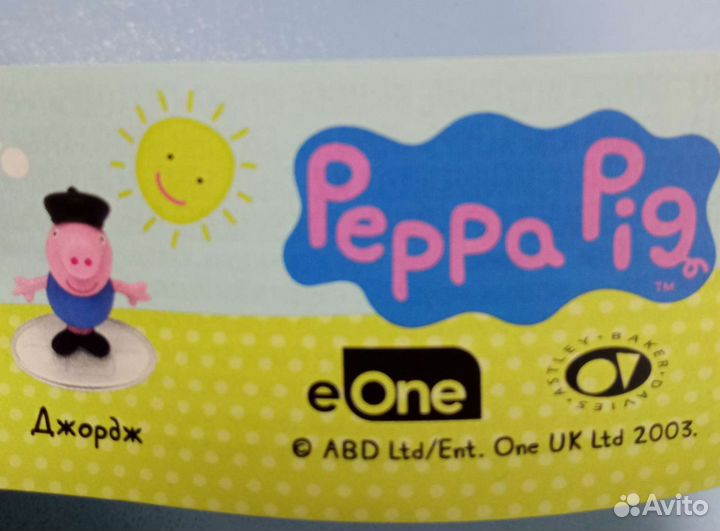 Peppa Pig
TM
eOne
ASTLEY · BAKER · DAVIES ·
Джордж
© ABD Ltd/Ent. One UK Ltd 2003.
Avito